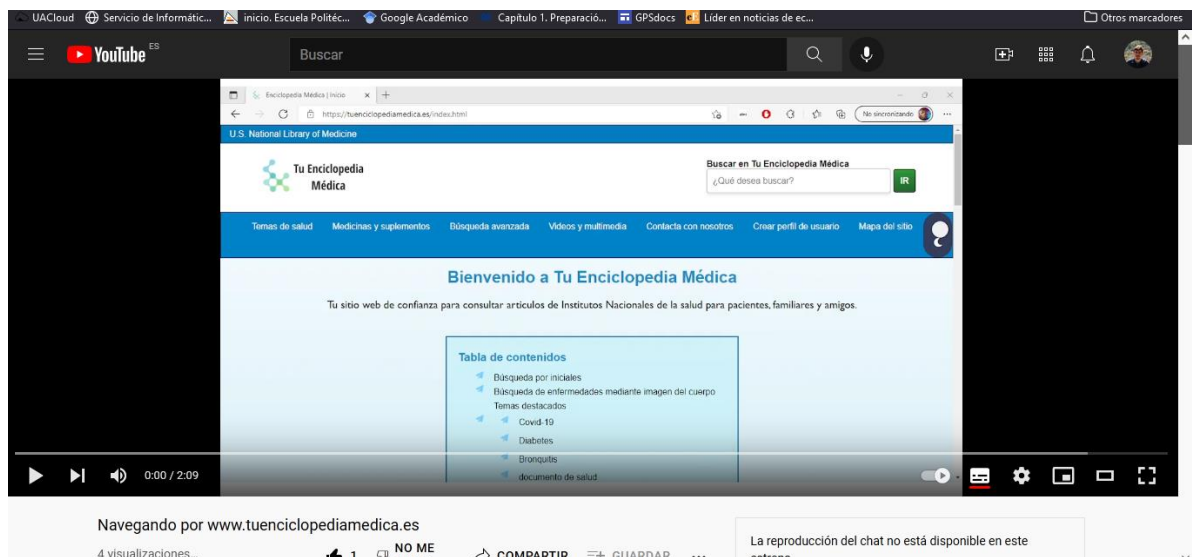 UACloud Servicio de Informátic... inicio. Escuela Politéc... Google Académico Capítulo 1. Preparació... GPSdocs Líder en noticias de ec... Otros marcadores
YouTube ES Buscar
Enciclopedia Médica | Inicio
https://tuenciclopediamedica.es/index.html No sincronizando
U.S. National Library of Medicine
Tu Enciclopedia
Médica
Buscar en Tu Enciclopedia Médica
¿Qué desea buscar? IR
Temas de salud Medicinas y suplementos Búsqueda avanzada Videos y multimedia Contacta con nosotros Crear perfil de usuario Mapa del sitio
Bienvenido a Tu Enciclopedia Médica
Tu sitio web de confianza para consultar artículos de Institutos Nacionales de la salud para pacientes, familiares y amigos.
Tabla de contenidos
Búsqueda por iniciales
Búsqueda de enfermedades mediante imagen del cuerpo
Temas destacados
Covid-19
Diabetes
Bronquitis
documento de salud
0:00 / 2:09
Navegando por www.tuenciclopediamedica.es
4 visualizaciones... 1 NO ME COMPARTIR GUARDAR ...
La reproducción del chat no está disponible en este
estreno.